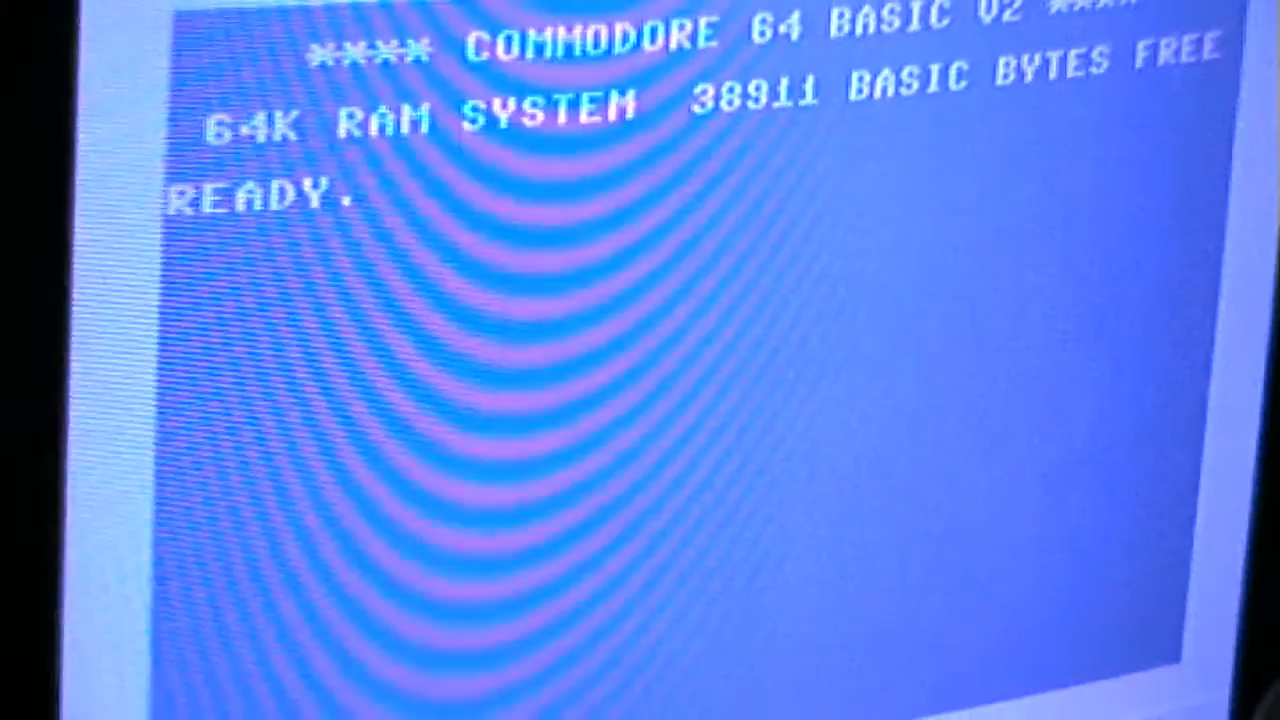 **** COMMODORE 64 BASIC V2 ****
64K RAM SYSTEM 38911 BASIC BYTES FREE
READY.